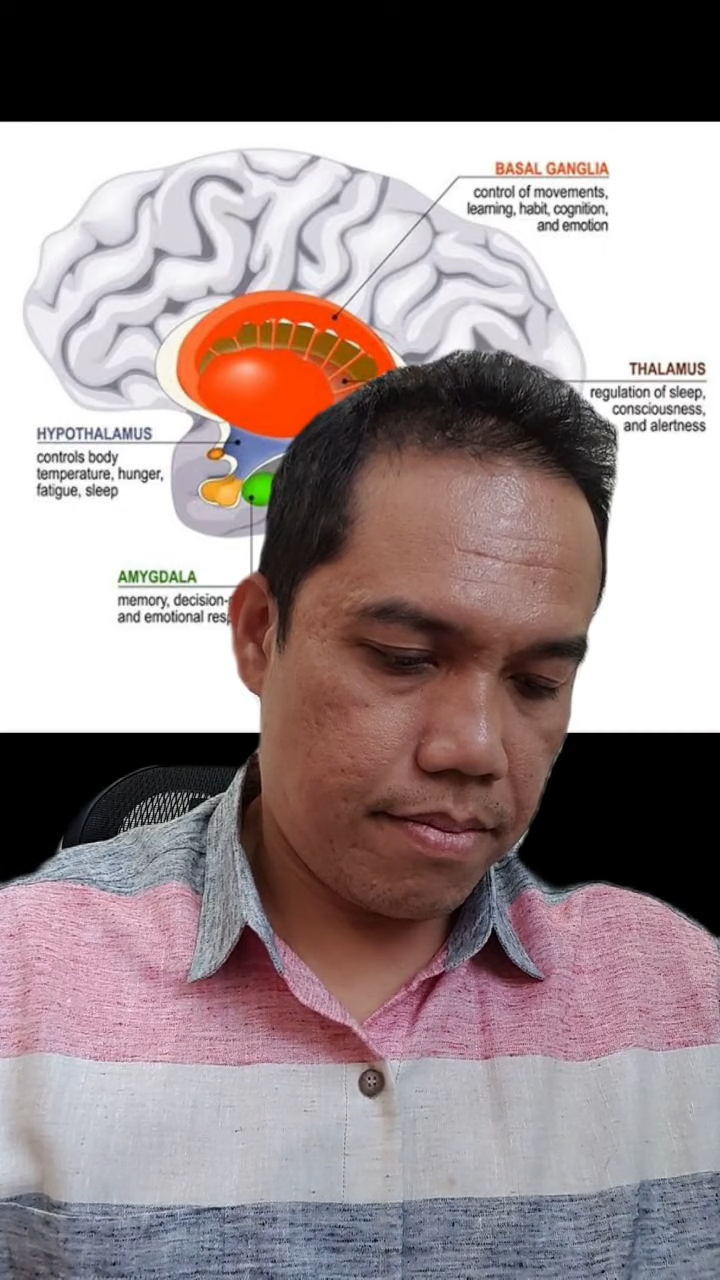 BASAL GANGLIA
control of movements,
learning, habit, cognition,
and emotion
THALAMUS
regulation of sleep,
consciousness,
and alertness
HYPOTHALAMUS
controls body
temperature, hunger,
fatigue, sleep
AMYGDALA
memory,
and emotional